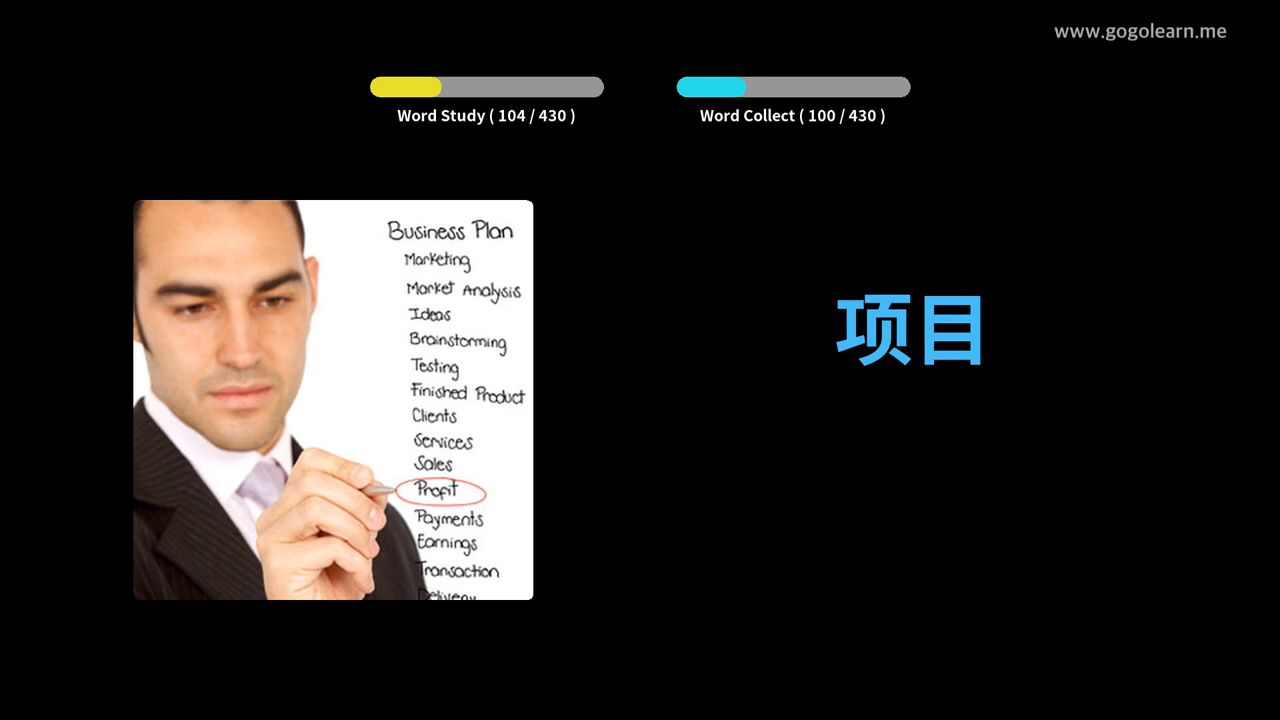 www.gogolearn.me
Word Study ( 104 / 430 )
Word Collect ( 100 / 430 )
Business Plan
Marketing
Market Analysis
Ideas
Brainstorming
Testing
Finished Product
Clients
Services
Sales
Profit
Payments
Earnings
Transaction
Delivery
项目